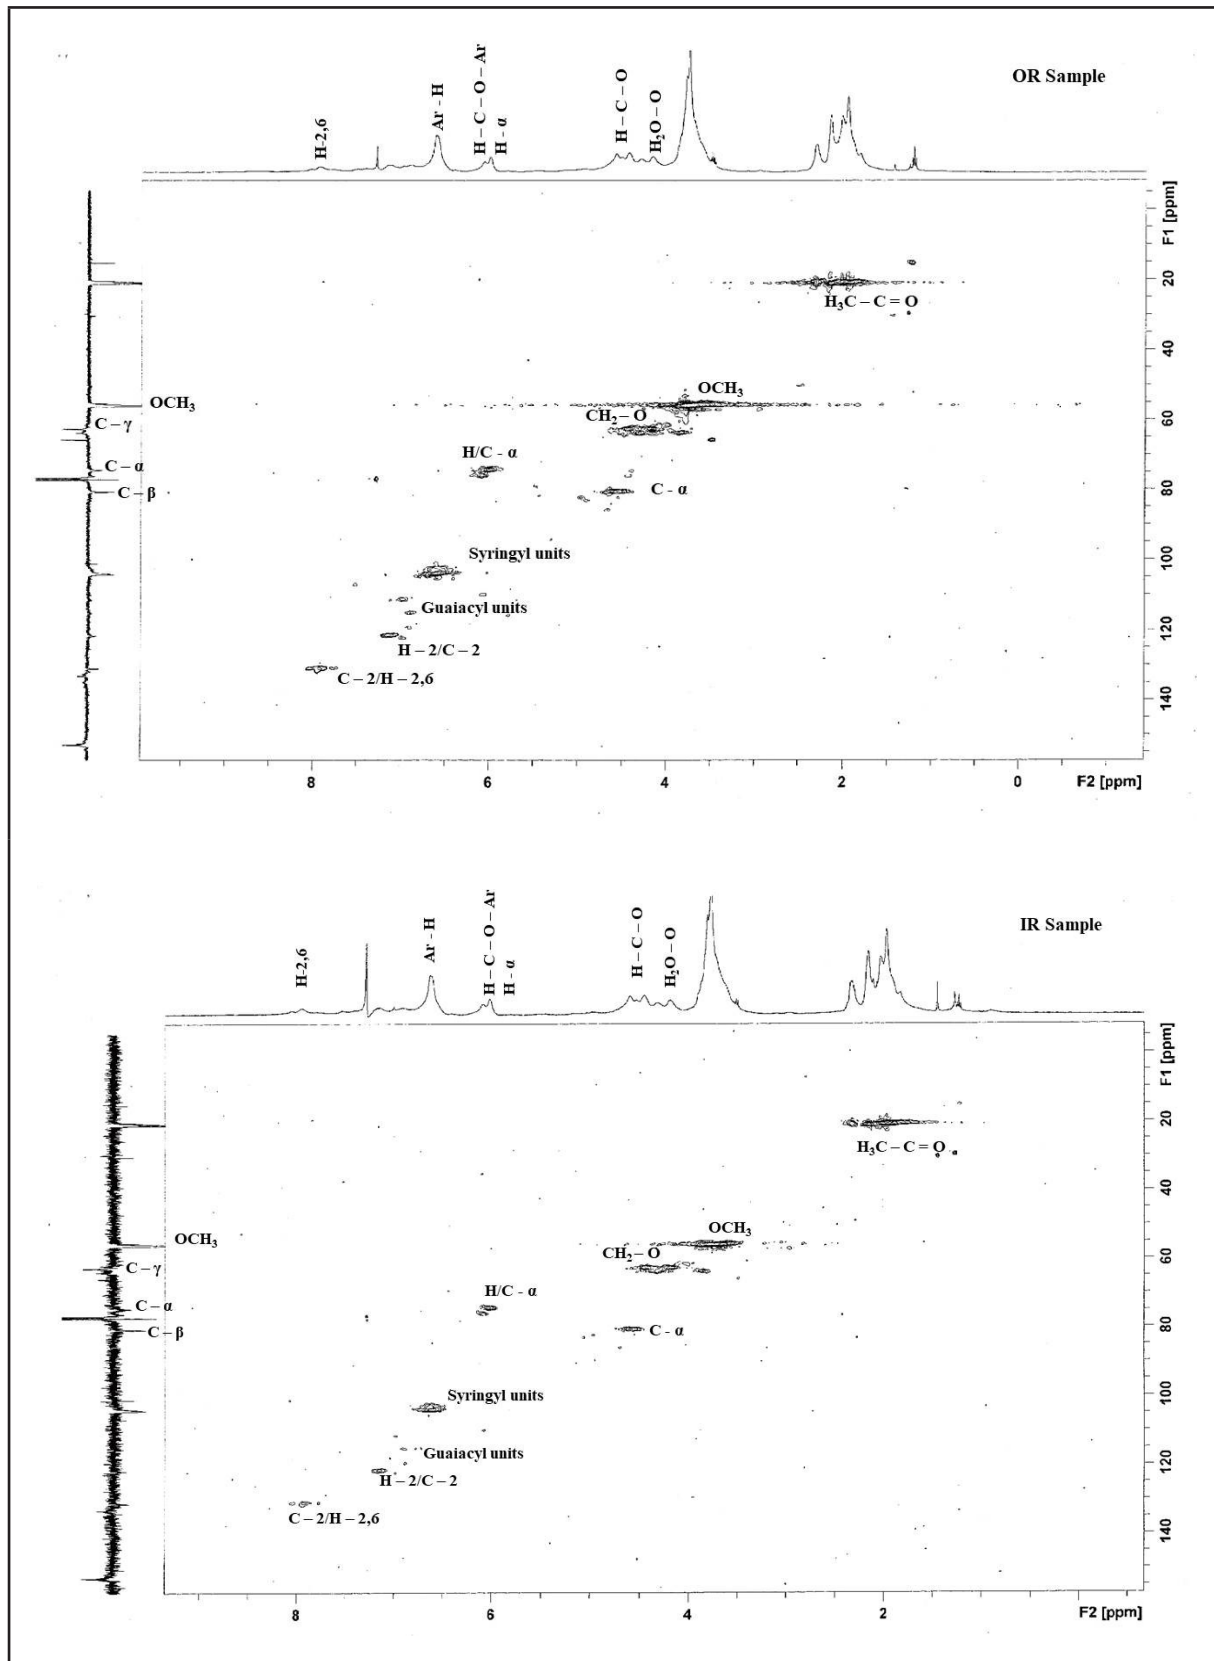 OR Sample
H-2,6
Ar - H
H – C – O – Ar
H - α
H – C – O
H₂O – O
F1 [ppm]
20
40
60
80
100
120
140
H₃C – C = O
OCH₃
OCH₃
CH₂– O
C – γ
H/C - α
C – α
C - α
C – β
Syringyl units
Guaiacyl units
H – 2/C – 2
C – 2/H – 2,6
8
6
4
2
0
F2 [ppm]
IR Sample
H-2,6
Ar - H
H – C – O – Ar
H - α
H – C – O
H₂O – O
F1 [ppm]
20
40
60
80
100
120
140
H₃C – C = O
OCH₃
OCH₃
CH₂– O
C – γ
H/C - α
C – α
C - α
C – β
Syringyl units
Guaiacyl units
H – 2/C – 2
C – 2/H – 2,6
8
6
4
2
F2 [ppm]